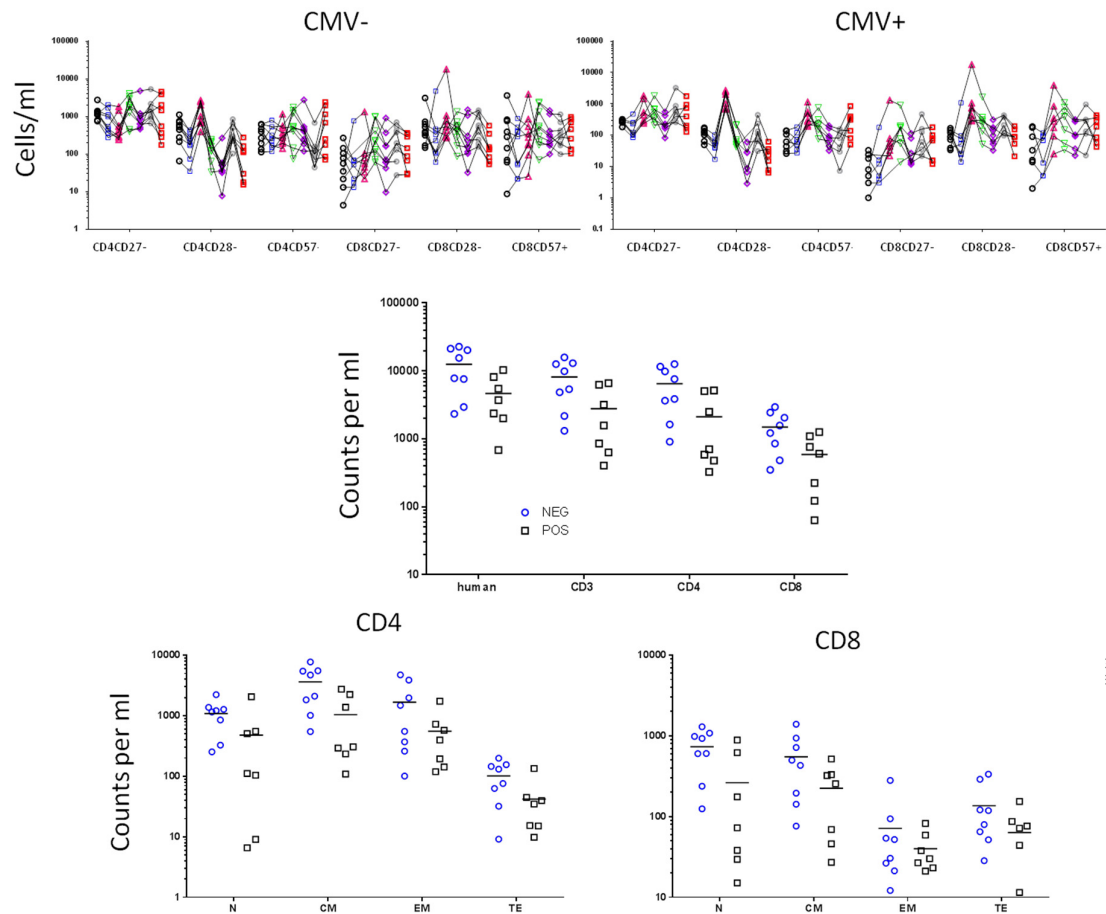 CMV-
CMV+
Cells/ml
100000
10000
1000
100
10
1
CD4CD27-
CD4CD28-
CD4CD57-
CD8CD27-
CD8CD28-
CD8CD57+
100000
10000
1000
100
10
1
0.1
CD4CD27-
CD4CD28-
CD4CD57-
CD8CD27-
CD8CD28-
CD8CD57+
Counts per ml
100000
10000
1000
100
10
NEG
POS
human
CD3
CD4
CD8
CD4
Counts per ml
10000
1000
100
10
1
N
CM
EM
TE
CD8
10000
1000
100
10
N
CM
EM
TE